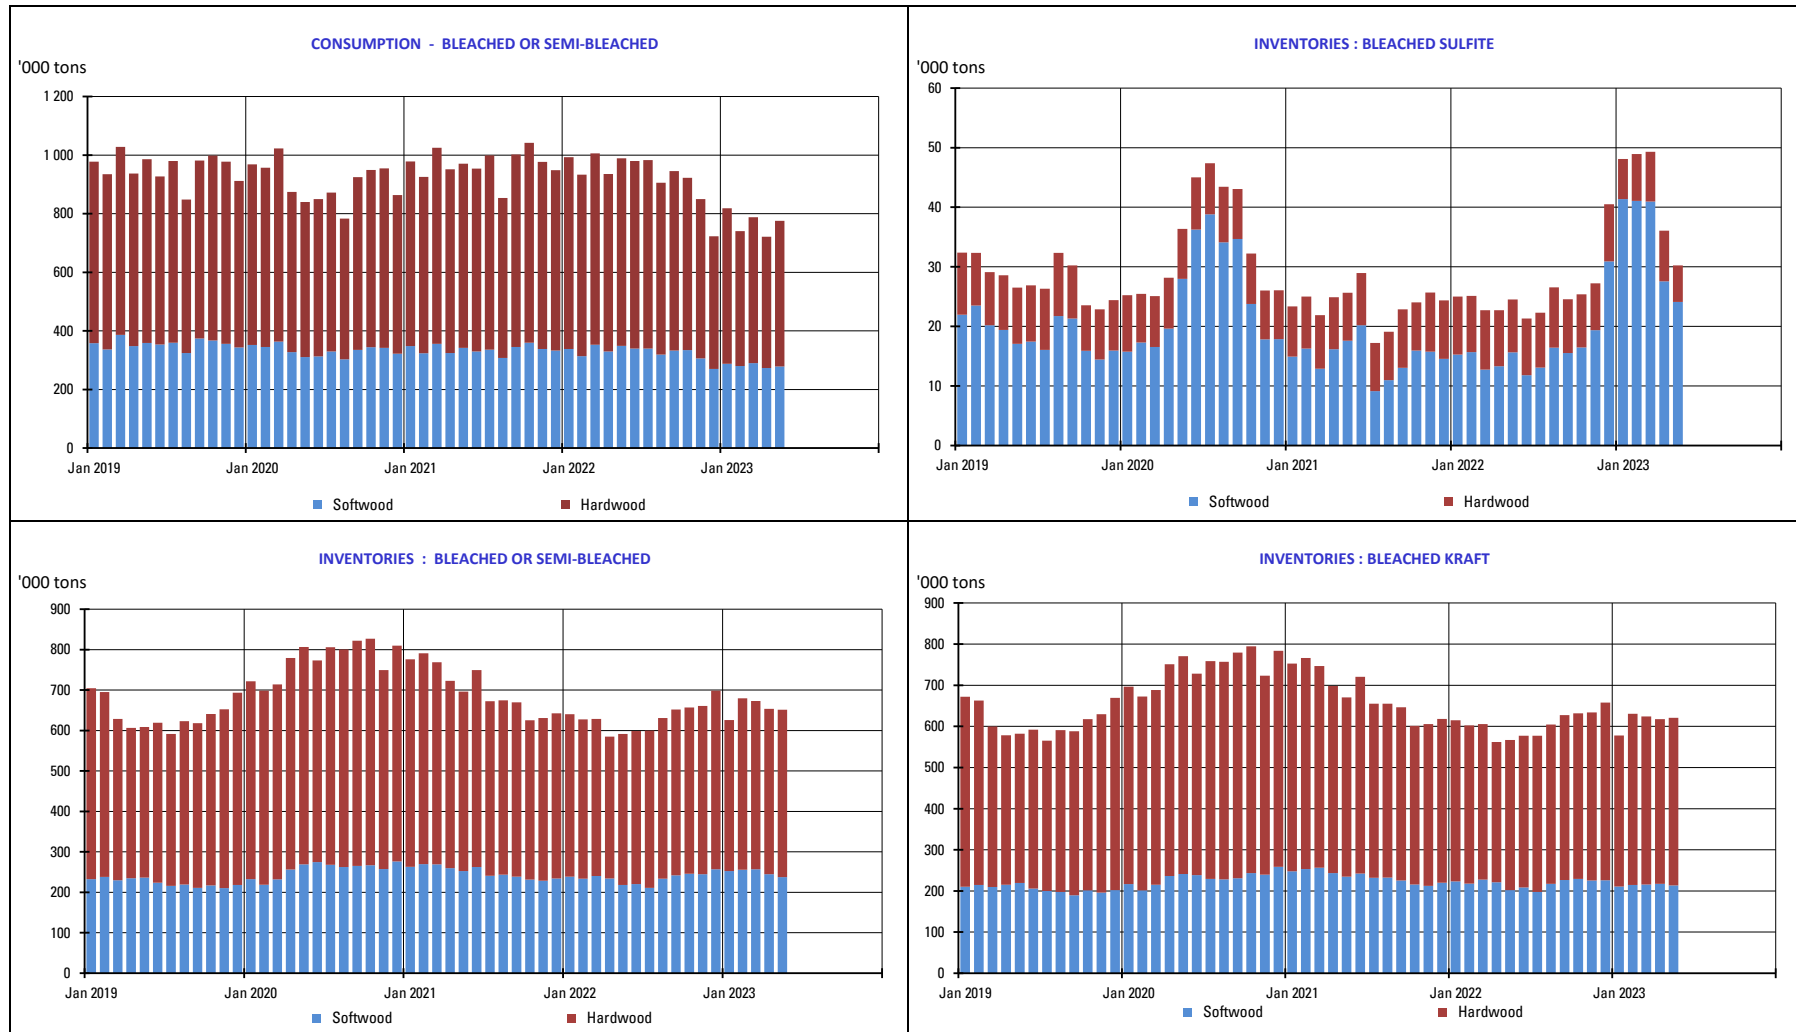 CONSUMPTION - BLEACHED OR SEMI-BLEACHED
'000 tons
1 200
1 000
800
600
400
200
0
Jan 2019 Jan 2020 Jan 2021 Jan 2022 Jan 2023
Softwood Hardwood
INVENTORIES : BLEACHED SULFITE
'000 tons
60
50
40
30
20
10
0
Jan 2019 Jan 2020 Jan 2021 Jan 2022 Jan 2023
Softwood Hardwood
INVENTORIES : BLEACHED OR SEMI-BLEACHED
'000 tons
900
800
700
600
500
400
300
200
100
0
Jan 2019 Jan 2020 Jan 2021 Jan 2022 Jan 2023
Softwood Hardwood
INVENTORIES : BLEACHED KRAFT
'000 tons
900
800
700
600
500
400
300
200
100
0
Jan 2019 Jan 2020 Jan 2021 Jan 2022 Jan 2023
Softwood Hardwood